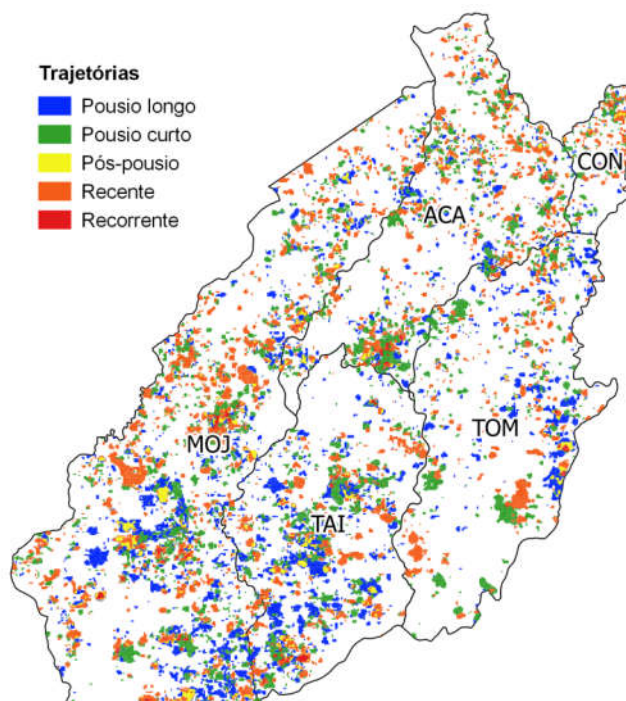 Trajetórias
Pousio longo
Pousio curto
Pós-pousio
Recente
Recorrente
CON
ACA
TOM
MOJ
TAI